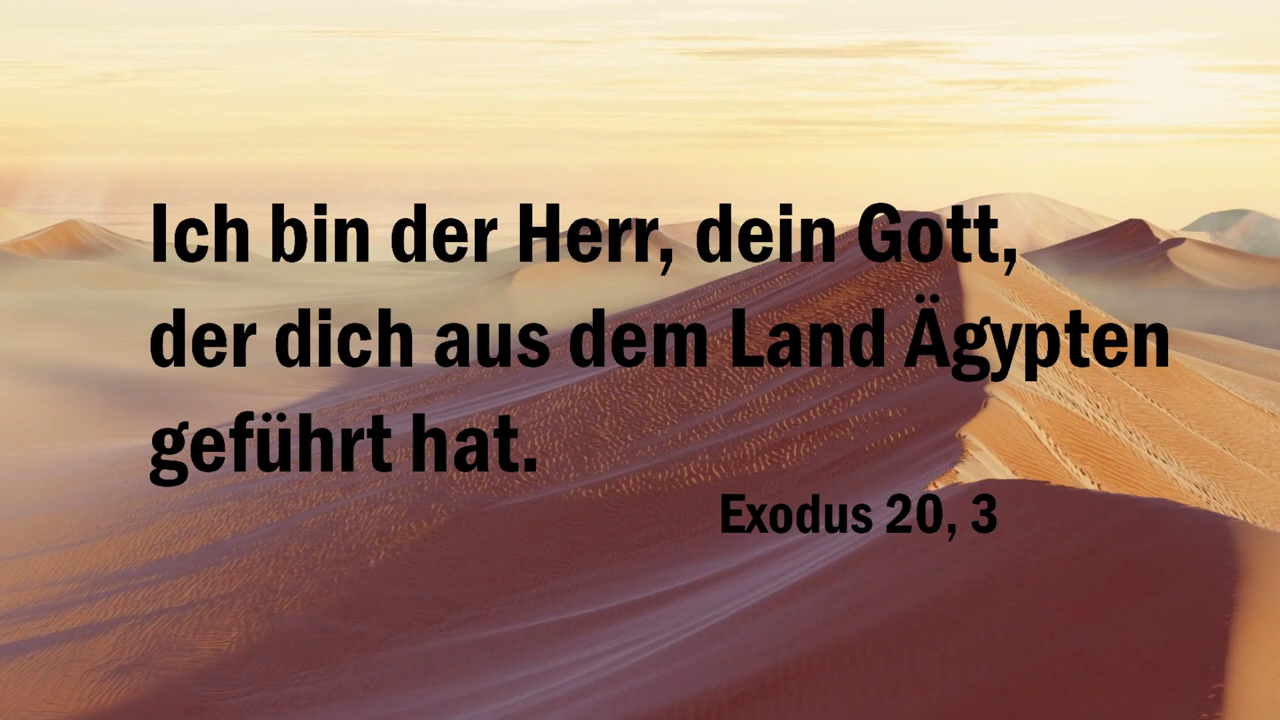 Ich bin der Herr, dein Gott,
der dich aus dem Land Ägypten
geführt hat.
Exodus 20, 3